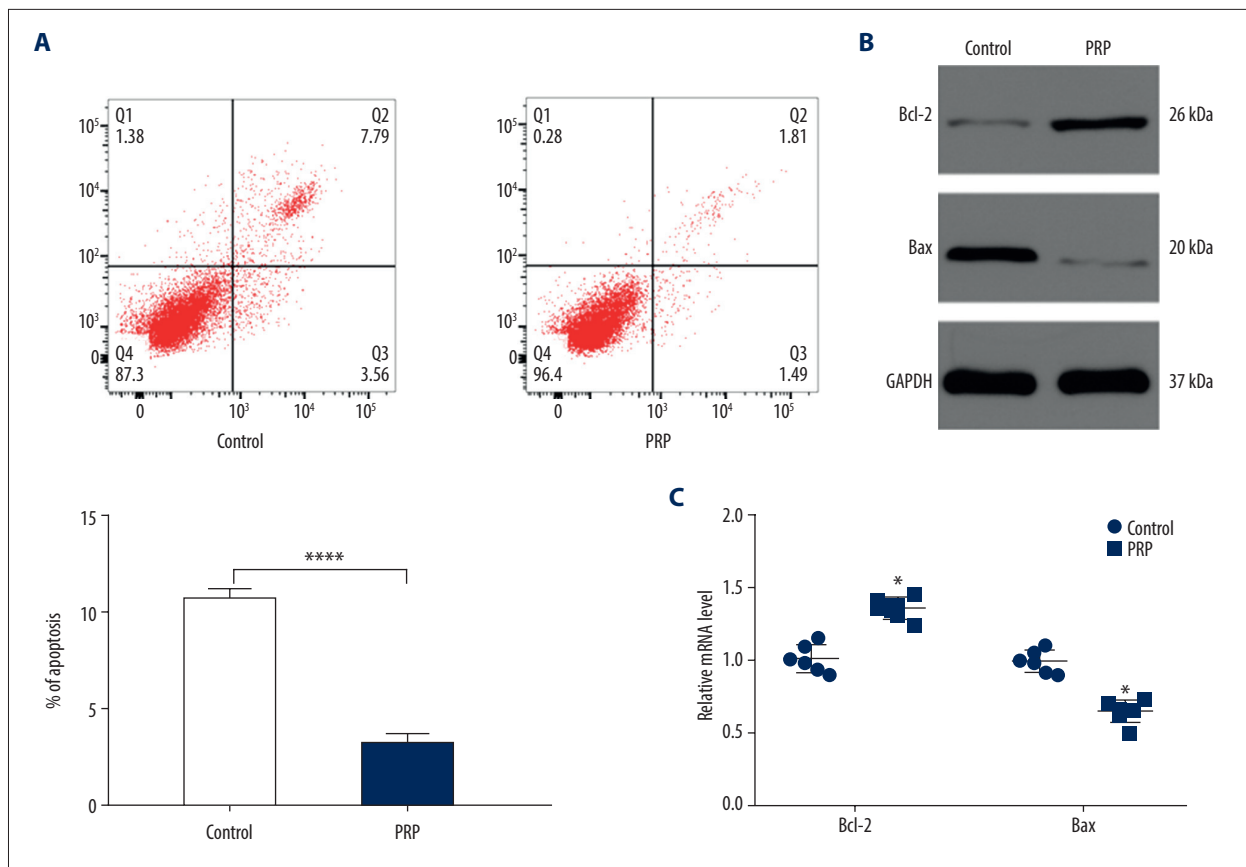 A
Q1
1.38
Q2
7.79
10⁵
10⁴
10²
10³
0
Q4
87.3
Q3
3.56
0
10³
10⁴
10⁵
Control
Q1
0.28
Q2
1.81
10⁵
10⁴
10²
10³
0
Q4
96.4
Q3
1.49
0
10³
10⁴
10⁵
PRP
B
Control PRP
Bcl-2 26 kDa
Bax 20 kDa
GAPDH 37 kDa
% of apoptosis
15
10
5
0
****
Control PRP
C
Relative mRNA level
2.0
1.5
1.0
0.5
0.0
Control
PRP
*
*
Bcl-2 Bax